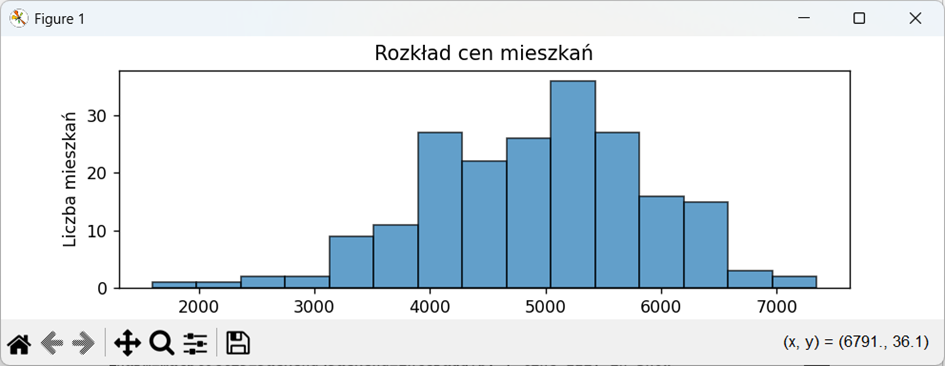 Figure 1
Rozkład cen mieszkań
Liczba mieszkań
30
20
10
0
2000 3000 4000 5000 6000 7000
(x, y) = (6791., 36.1)